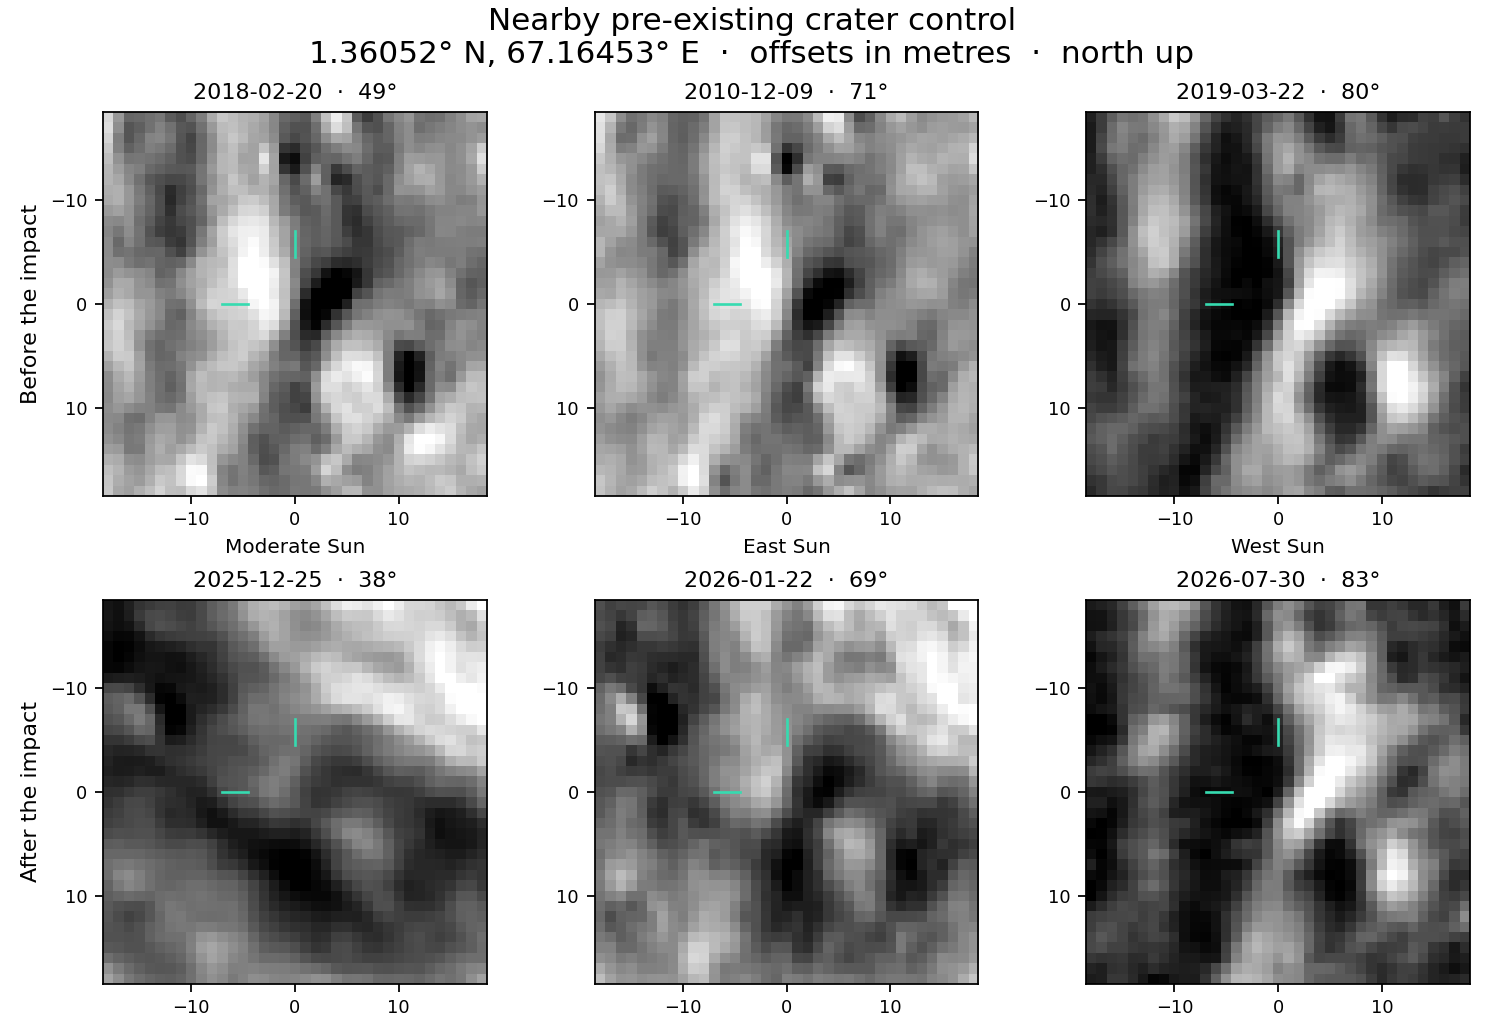 Nearby pre-existing crater control
1.36052° N, 67.16453° E · offsets in metres · north up
2018-02-20 · 49°
2010-12-09 · 71°
2019-03-22 · 80°
Before the impact
−10
0
10
−10
0
10
−10
0
10
−10 0 10
−10 0 10
−10 0 10
Moderate Sun
East Sun
West Sun
2025-12-25 · 38°
2026-01-22 · 69°
2026-07-30 · 83°
After the impact
−10
0
10
−10
0
10
−10
0
10
−10 0 10
−10 0 10
−10 0 10